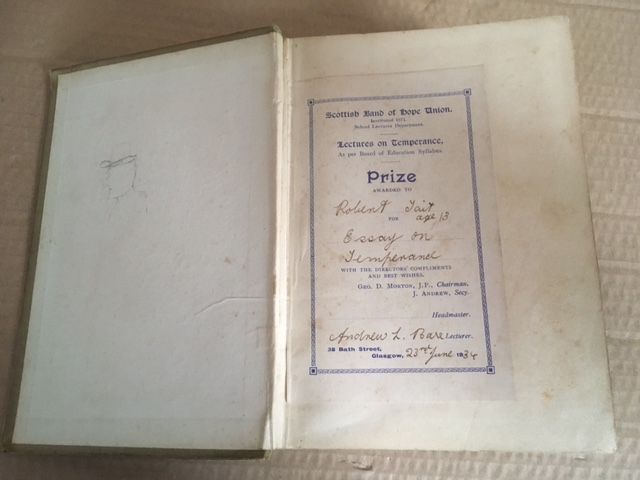 Scottish Band of Hope Union.
Instituted 1871.
School Lectures Department.
Lectures on Temperance,
As per Board of Education Syllabus.
Prize
AWARDED TO
Robert Tait
FOR age 13
Essay on
Temperance
WITH THE DIRECTORS' COMPLIMENTS
AND BEST WISHES.
GEO. D. MORTON, J.P., Chairman.
J. ANDREW, Secy.
Headmaster.
Andrew L. Lecturer.
38 Bath Street,
Glasgow, 23rd June 1934